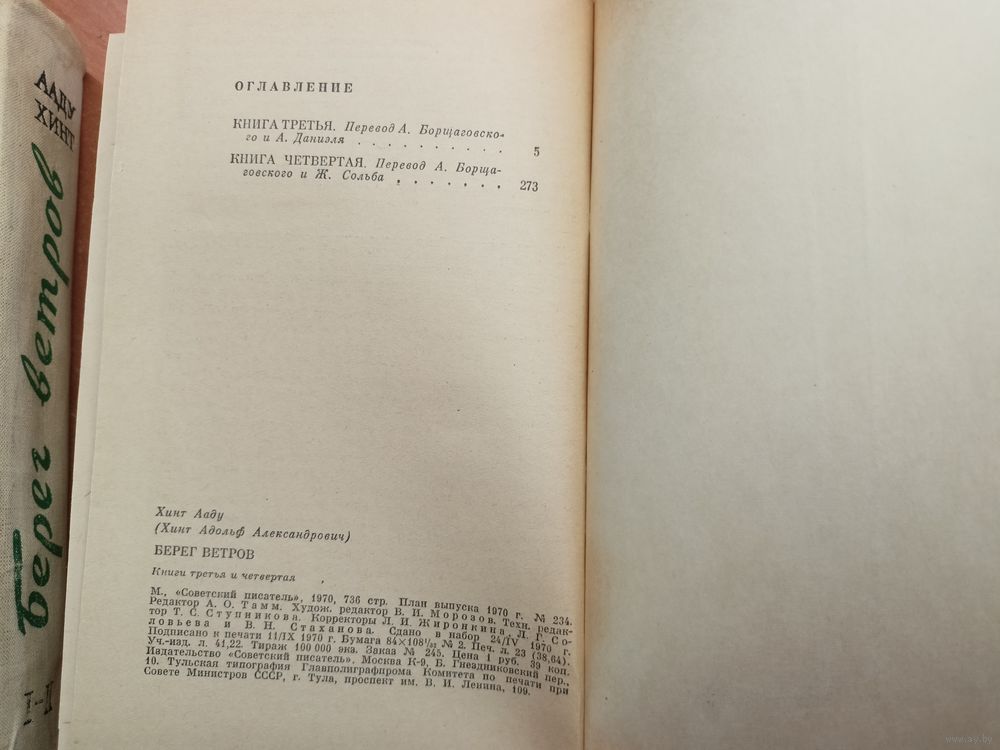 ААДУ
ХИНТ
Берег ветров
I-II
ОГЛАВЛЕНИЕ
КНИГА ТРЕТЬЯ. Перевод А. Борщаговско-
го и А. Даниэля . . . . . . . . . . 5
КНИГА ЧЕТВЕРТАЯ. Перевод А. Борща-
говского и Ж. Сольба . . . . . . . 273
Хинт Ааду
(Хинт Адольф Александрович)
БЕРЕГ ВЕТРОВ
Книги третья и четвертая
М., «Советский писатель», 1970, 736 стр. План выпуска 1970 г. № 234.
Редактор А. О. Тамм. Худож. редактор В. И. Морозов. Техн. редак-
тор Т. С. Ступникова. Корректоры Л. И. Жиронкина, Л. Г. Со-
ловьева и В. Н. Стаханова. Сдано в набор 24/IV 1970 г.
Подписано к печати 11/IX 1970 г. Бумага 84×108¹/₃₂ № 2. Печ. л. 23 (38,64).
Уч.-изд. л. 41,22. Тираж 100 000 экз. Заказ № 245. Цена 1 руб. 39 коп.
Издательство «Советский писатель», Москва К-9, Б. Гнездниковский пер.,
10. Тульская типография Главполиграфпрома Комитета по печати при
Совете Министров СССР, г. Тула, проспект им. В. И. Ленина, 109.
www.ay.by